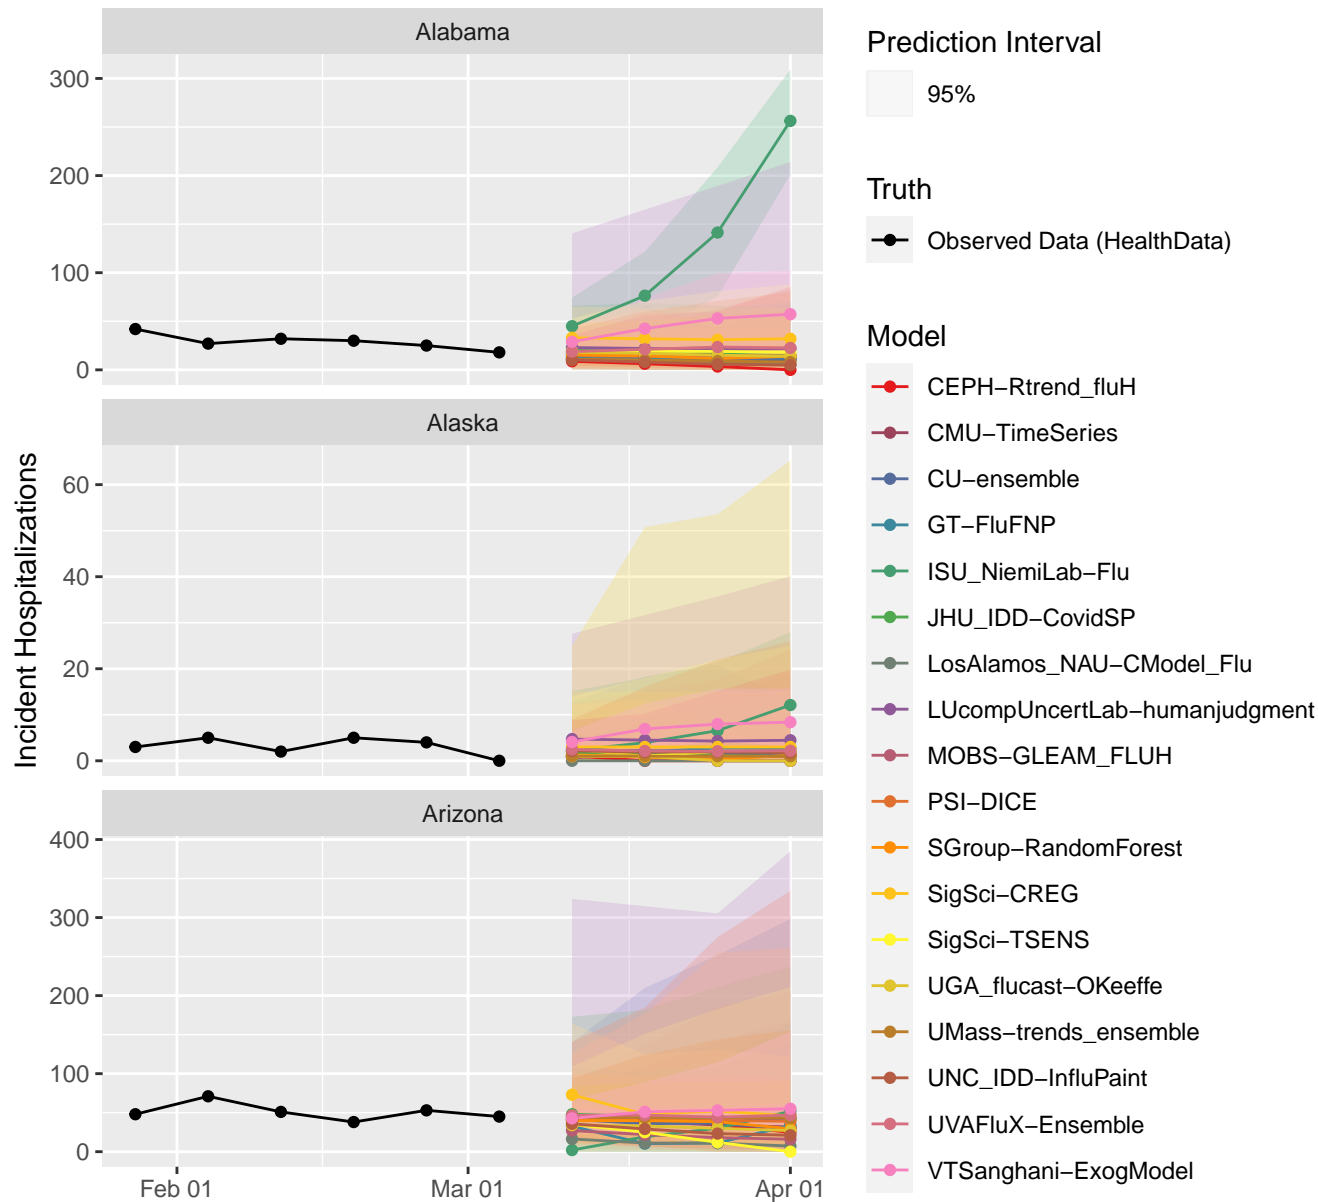 Alabama
300
200
100
0
Alaska
60
40
20
0
Arizona
400
300
200
100
0
Feb 01
Mar 01
Apr 01
Incident Hospitalizations
Prediction Interval
95%
Truth
Observed Data (HealthData)
Model
CEPH−Rtrend_fluH
CMU−TimeSeries
CU−ensemble
GT−FluFNP
ISU_NiemiLab−Flu
JHU_IDD−CovidSP
LosAlamos_NAU−CModel_Flu
LUcompUncertLab−humanjudgment
MOBS−GLEAM_FLUH
PSI−DICE
SGroup−RandomForest
SigSci−CREG
SigSci−TSENS
UGA_flucast−OKeeffe
UMass−trends_ensemble
UNC_IDD−InfluPaint
UVAFluX−Ensemble
VTSanghani−ExogModel